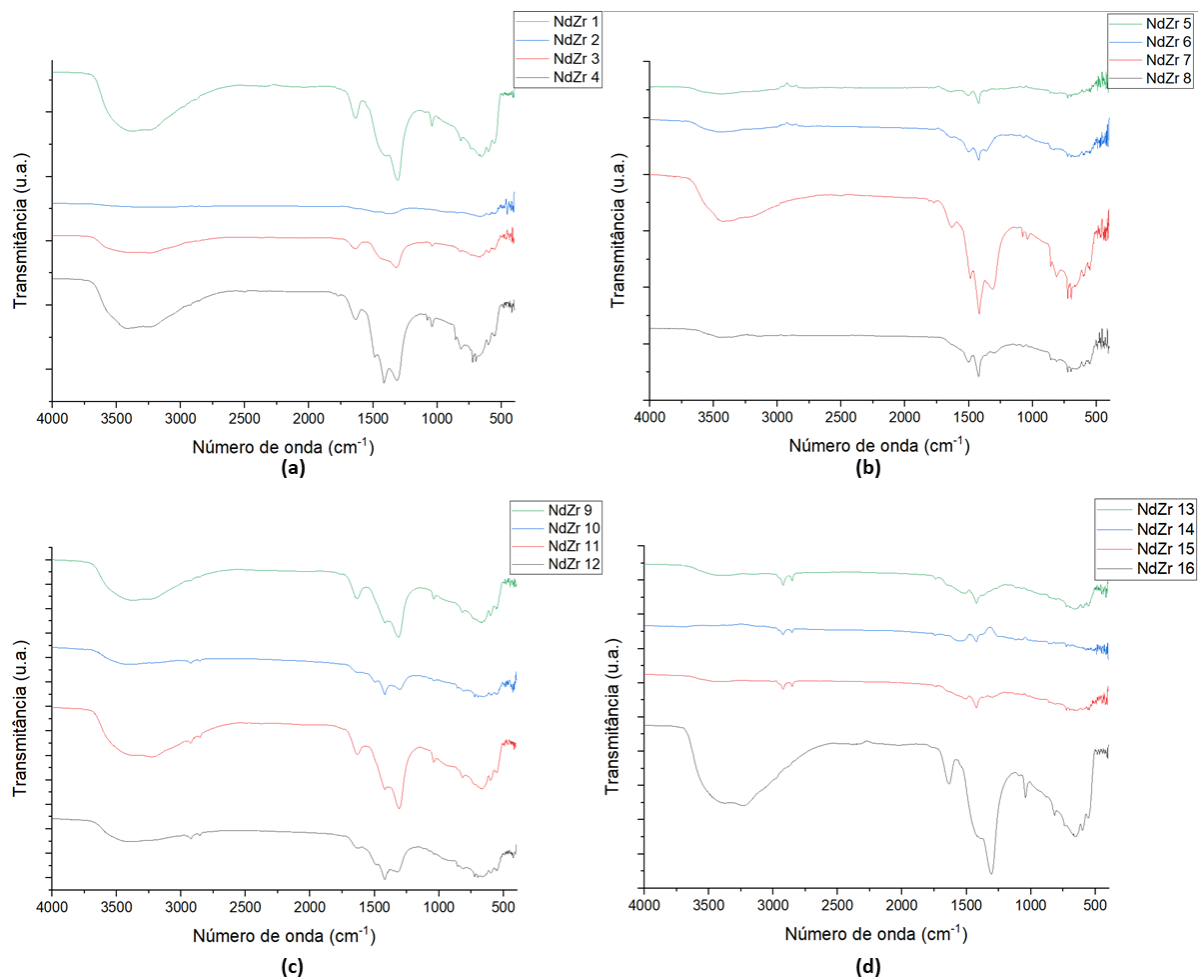 NdZr 1
NdZr 2
NdZr 3
NdZr 4
Transmitância (u.a.)
4000 3500 3000 2500 2000 1500 1000 500
Número de onda (cm-1)
(a)
NdZr 5
NdZr 6
NdZr 7
NdZr 8
Transmitância (u.a.)
4000 3500 3000 2500 2000 1500 1000 500
Número de onda (cm-1)
(b)
NdZr 9
NdZr 10
NdZr 11
NdZr 12
Transmitância (u.a.)
4000 3500 3000 2500 2000 1500 1000 500
Número de onda (cm-1)
(c)
NdZr 13
NdZr 14
NdZr 15
NdZr 16
Transmitância (u.a.)
4000 3500 3000 2500 2000 1500 1000 500
Número de onda (cm-1)
(d)